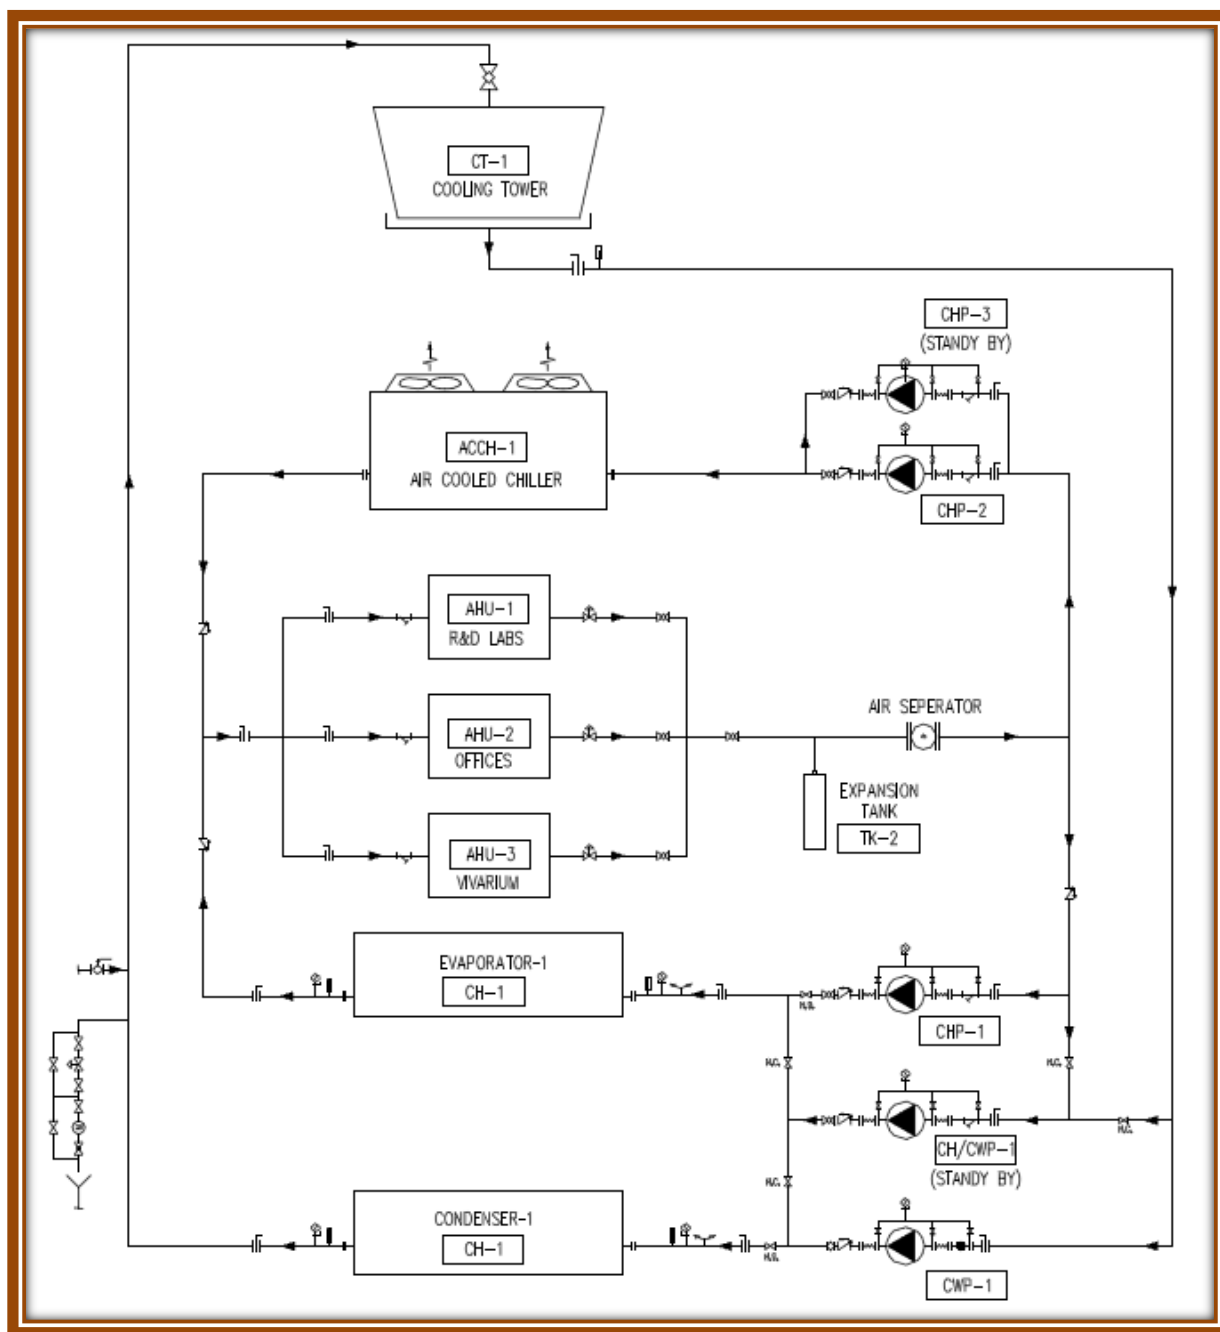 CT-1
COOLING TOWER
CHP-3
(STANDY BY)
ACCH-1
AIR COOLED CHILLER
CHP-2
AHU-1
R&D LABS
AIR SEPERATOR
AHU-2
OFFICES
EXPANSION
TANK
TK-2
AHU-3
VIVARIUM
EVAPORATOR-1
CH-1
N.O.
CHP-1
N.C.
N.C.
N.C.
CH/CWP-1
(STANDY BY)
N.C.
CONDENSER-1
CH-1
N.O.
CWP-1